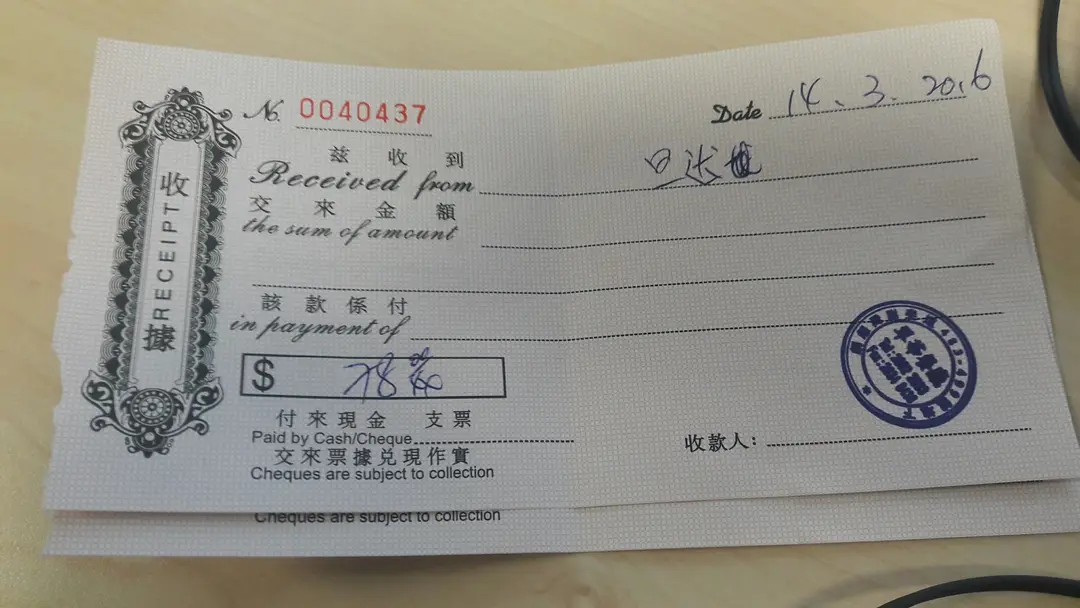 收 RECEIPT 據
No. 0040437
Date 14.3.2016
茲收到
Received from
交來金額
the sum of amount
該款係付
in payment of
$ 78
付來現金 支票
Paid by Cash/Cheque
交來票據兑現作實
Cheques are subject to collection
收款人:
Cheques are subject to collection